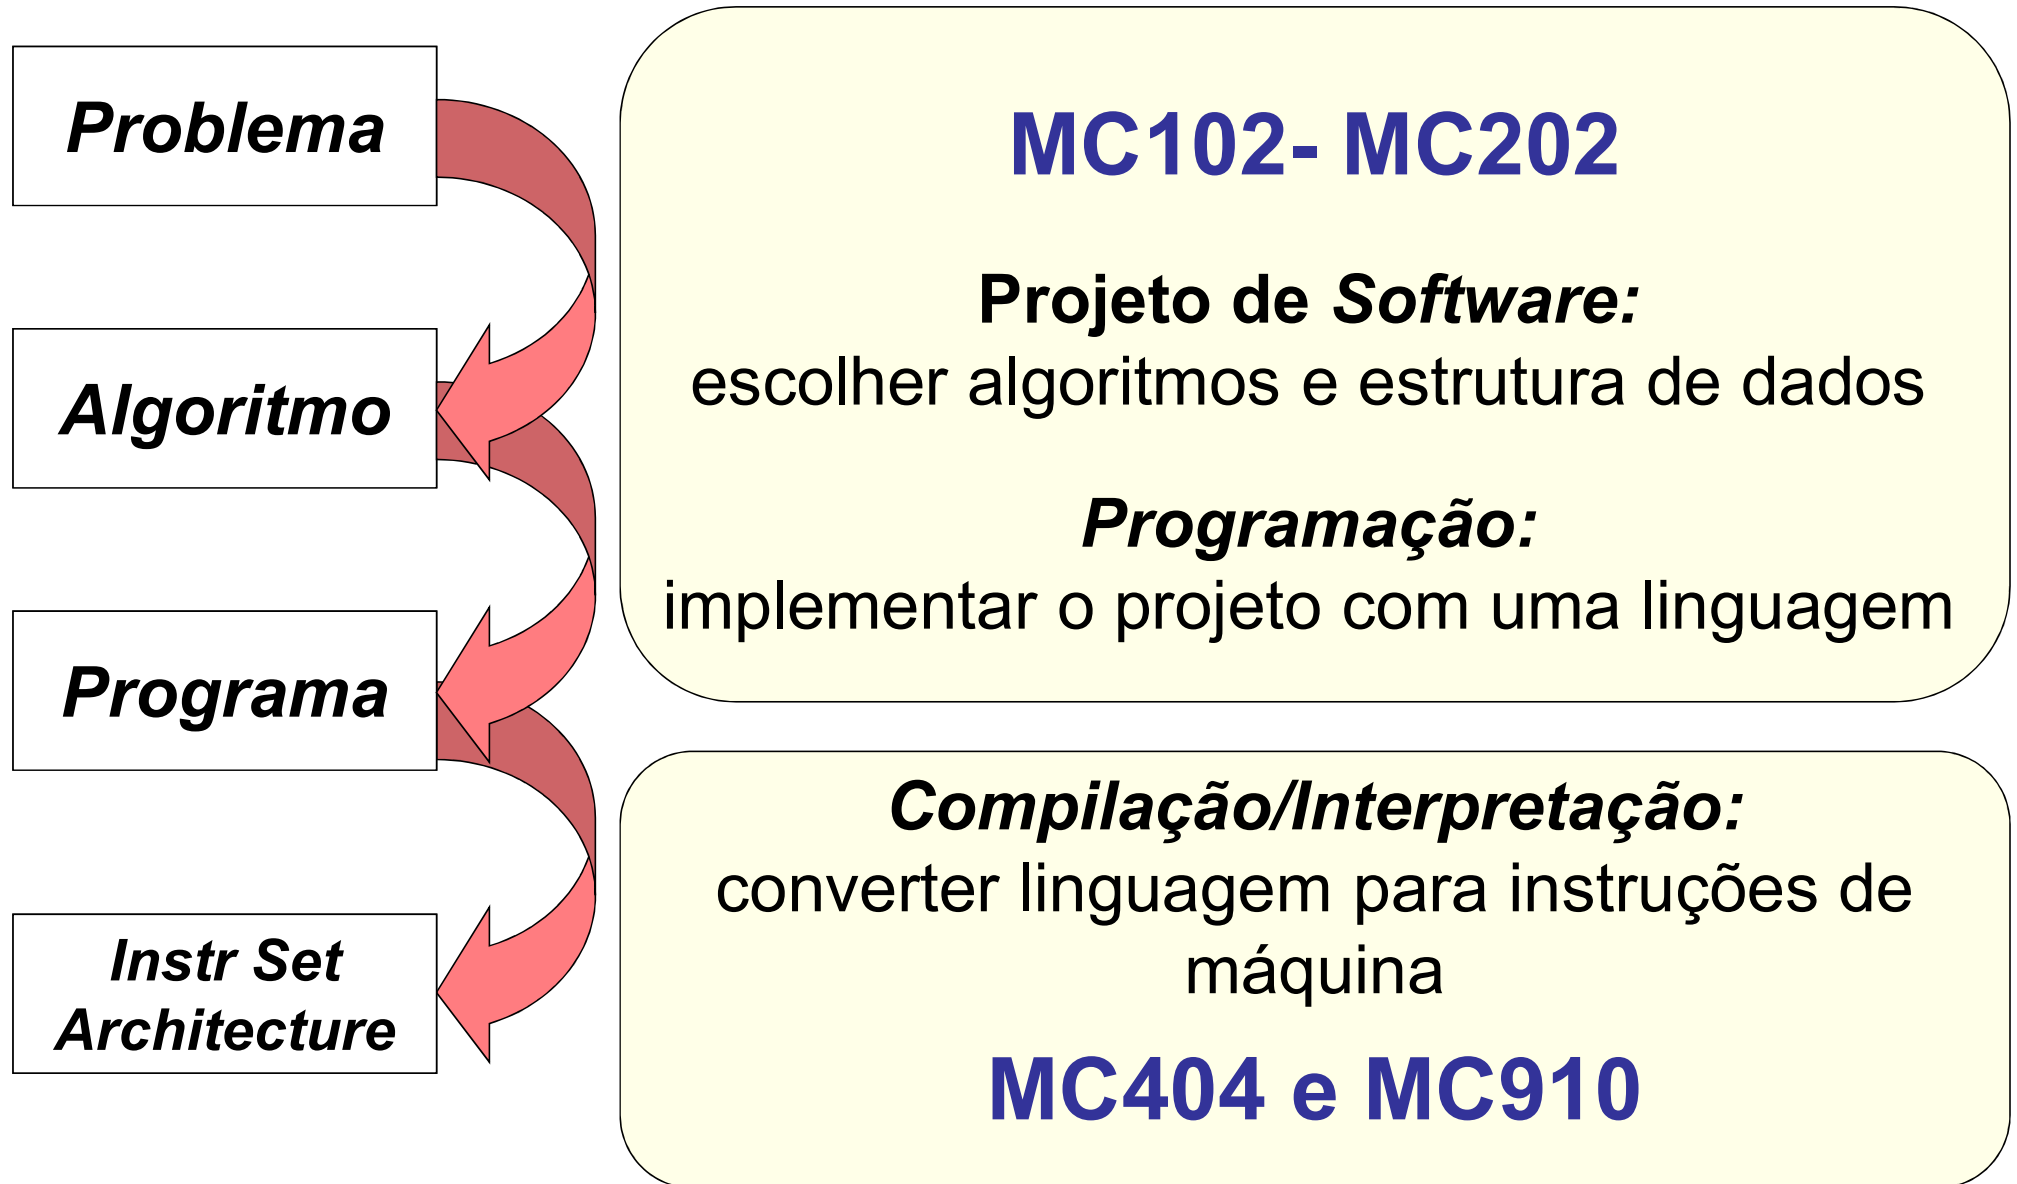 Problema
Algoritmo
Programa
Instr Set
Architecture
MC102- MC202
Projeto de Software:
escolher algoritmos e estrutura de dados
Programação:
implementar o projeto com uma linguagem
Compilação/Interpretação:
converter linguagem para instruções de
máquina
MC404 e MC910